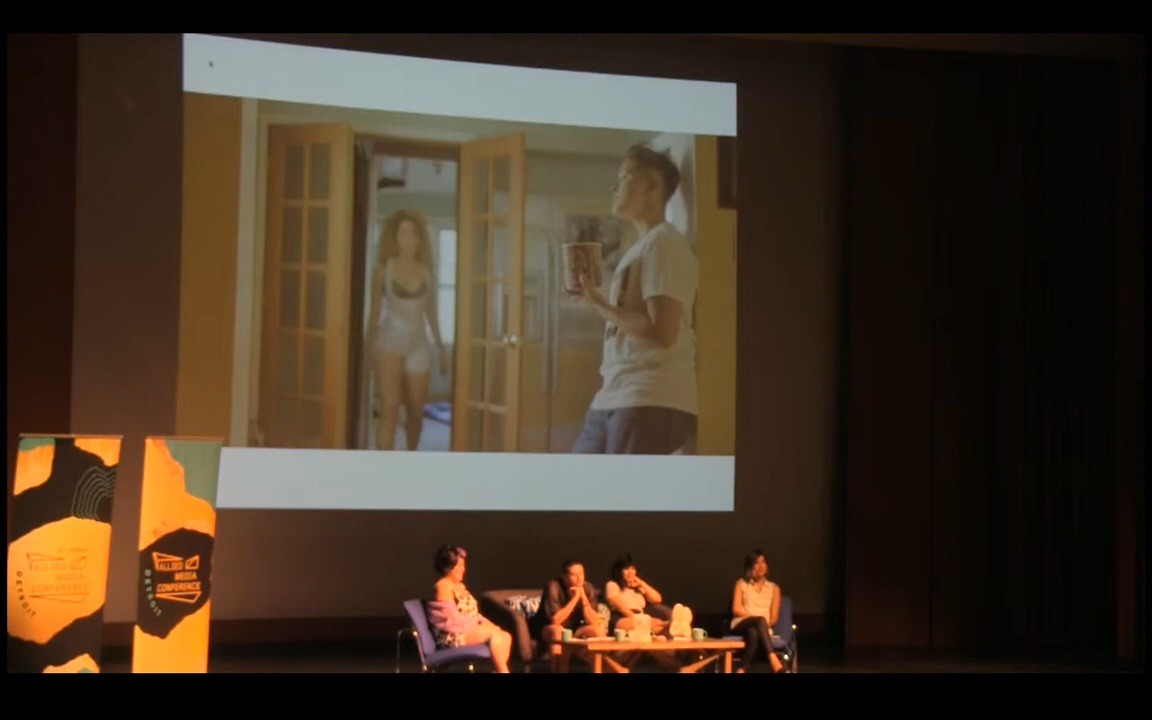 ALLIED
MEDIA
CONFERENCE
DETROIT
ALLIED
MEDIA
CONFERENCE
DETROIT